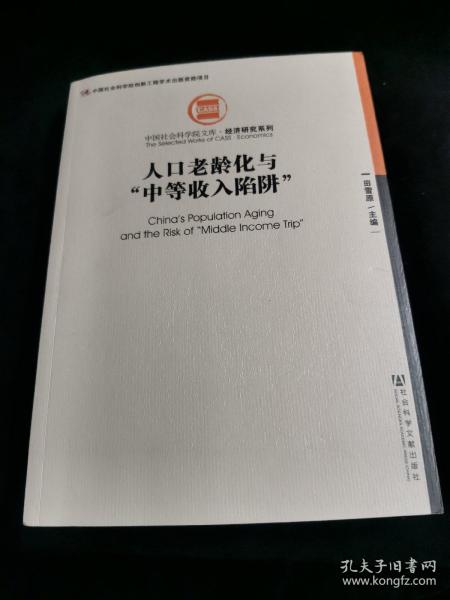 中国社会科学院创新工程学术出版资助项目
CASS
中国社会科学院文库·经济研究系列
The Selected Works of CASS · Economics
人口老龄化与
“中等收入陷阱”
China's Population Aging
and the Risk of "Middle Income Trip"
田雪原/主编
社会科学文献出版社
孔夫子旧书网
www.kongfz.com